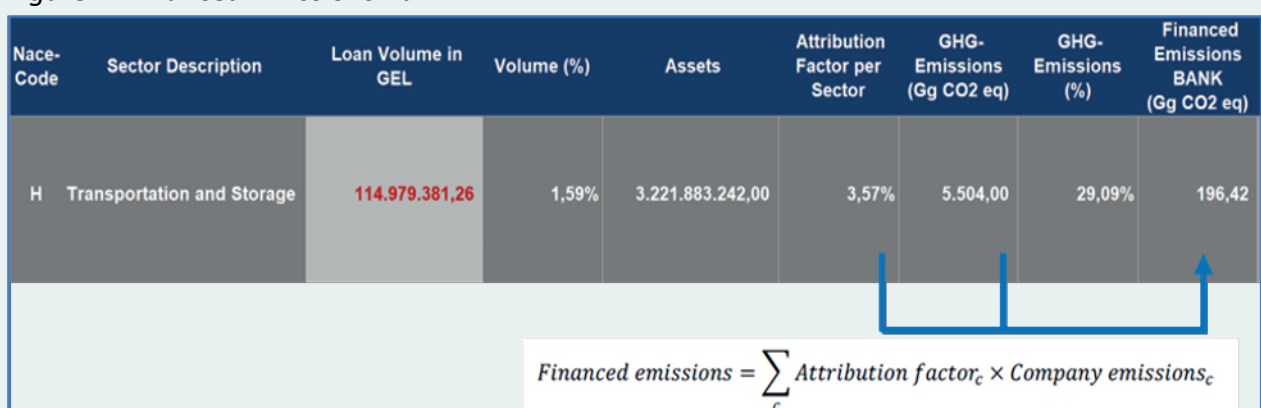 Nace-Code Sector Description Loan Volume in GEL Volume (%) Assets Attribution Factor per Sector GHG-Emissions (Gg CO2 eq) GHG-Emissions (%) Financed Emissions BANK (Gg CO2 eq)
H Transportation and Storage 114.979.381,26 1,59% 3.221.883.242,00 3,57% 5.504,00 29,09% 196,42
Financed emissions = ∑ Attribution factor_c × Company emissions_c
c